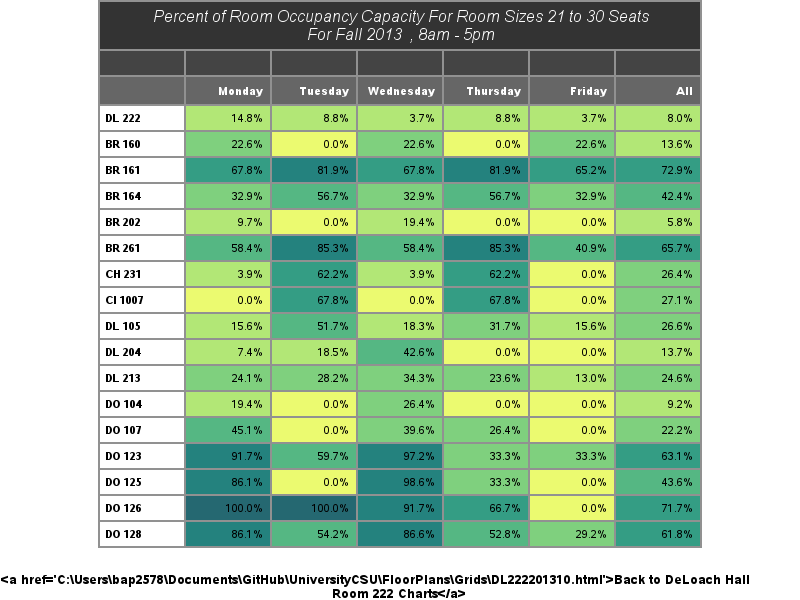 Percent of Room Occupancy Capacity For Room Sizes 21 to 30 Seats
For Fall 2013 , 8am - 5pm
Monday Tuesday Wednesday Thursday Friday All
DL 222 14.8% 8.8% 3.7% 8.8% 3.7% 8.0%
BR 160 22.6% 0.0% 22.6% 0.0% 22.6% 13.6%
BR 161 67.8% 81.9% 67.8% 81.9% 65.2% 72.9%
BR 164 32.9% 56.7% 32.9% 56.7% 32.9% 42.4%
BR 202 9.7% 0.0% 19.4% 0.0% 0.0% 5.8%
BR 261 58.4% 85.3% 58.4% 85.3% 40.9% 65.7%
CH 231 3.9% 62.2% 3.9% 62.2% 0.0% 26.4%
CI 1007 0.0% 67.8% 0.0% 67.8% 0.0% 27.1%
DL 105 15.6% 51.7% 18.3% 31.7% 15.6% 26.6%
DL 204 7.4% 18.5% 42.6% 0.0% 0.0% 13.7%
DL 213 24.1% 28.2% 34.3% 23.6% 13.0% 24.6%
DO 104 19.4% 0.0% 26.4% 0.0% 0.0% 9.2%
DO 107 45.1% 0.0% 39.6% 26.4% 0.0% 22.2%
DO 123 91.7% 59.7% 97.2% 33.3% 33.3% 63.1%
DO 125 86.1% 0.0% 98.6% 33.3% 0.0% 43.6%
DO 126 100.0% 100.0% 91.7% 66.7% 0.0% 71.7%
DO 128 86.1% 54.2% 86.6% 52.8% 29.2% 61.8%
<a href='C:\Users\bap2578\Documents\GitHub\UniversityCSU\FloorPlans\Grids\DL222201310.html'>Back to DeLoach Hall
Room 222 Charts</a>